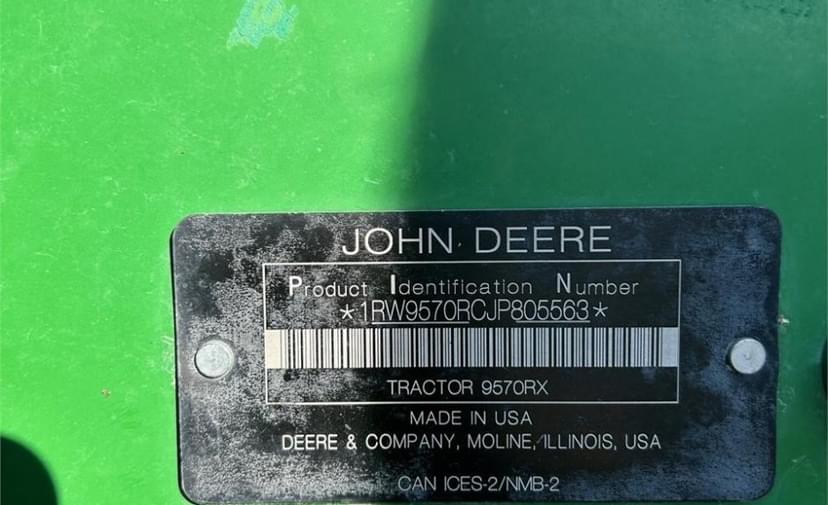 JOHN DEERE
Product Identification Number
*1RW9570RCJP805563*
TRACTOR 9570RX
MADE IN USA
DEERE & COMPANY, MOLINE, ILLINOIS, USA
CAN ICES-2/NMB-2